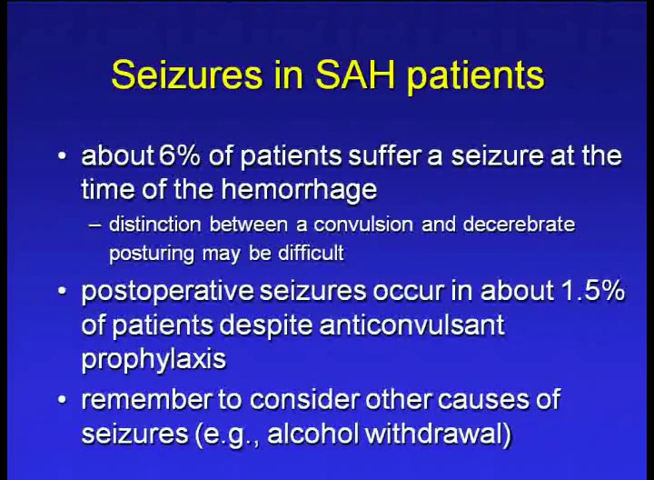 Seizures in SAH patients
• about 6% of patients suffer a seizure at the
time of the hemorrhage
– distinction between a convulsion and decerebrate
posturing may be difficult
• postoperative seizures occur in about 1.5%
of patients despite anticonvulsant
prophylaxis
• remember to consider other causes of
seizures (e.g., alcohol withdrawal)